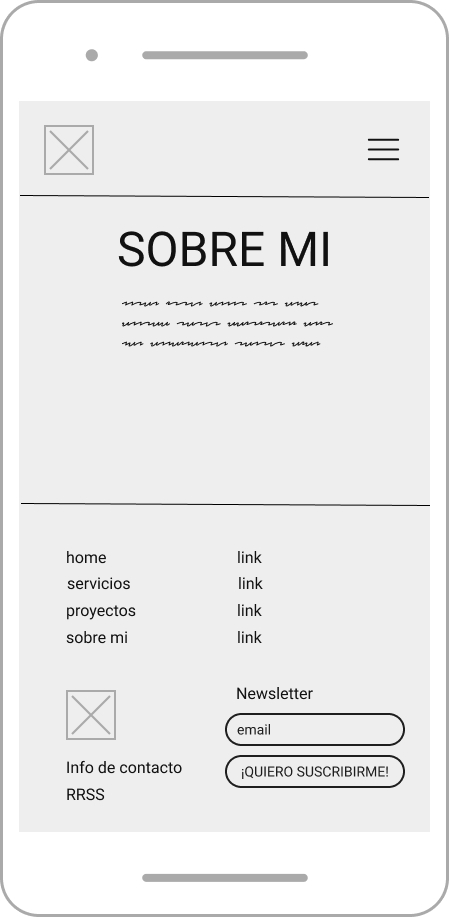 SOBRE MI
home
link
servicios
link
proyectos
link
sobre mi
link
Newsletter
email
¡QUIERO SUSCRIBIRME!
Info de contacto
RRSS